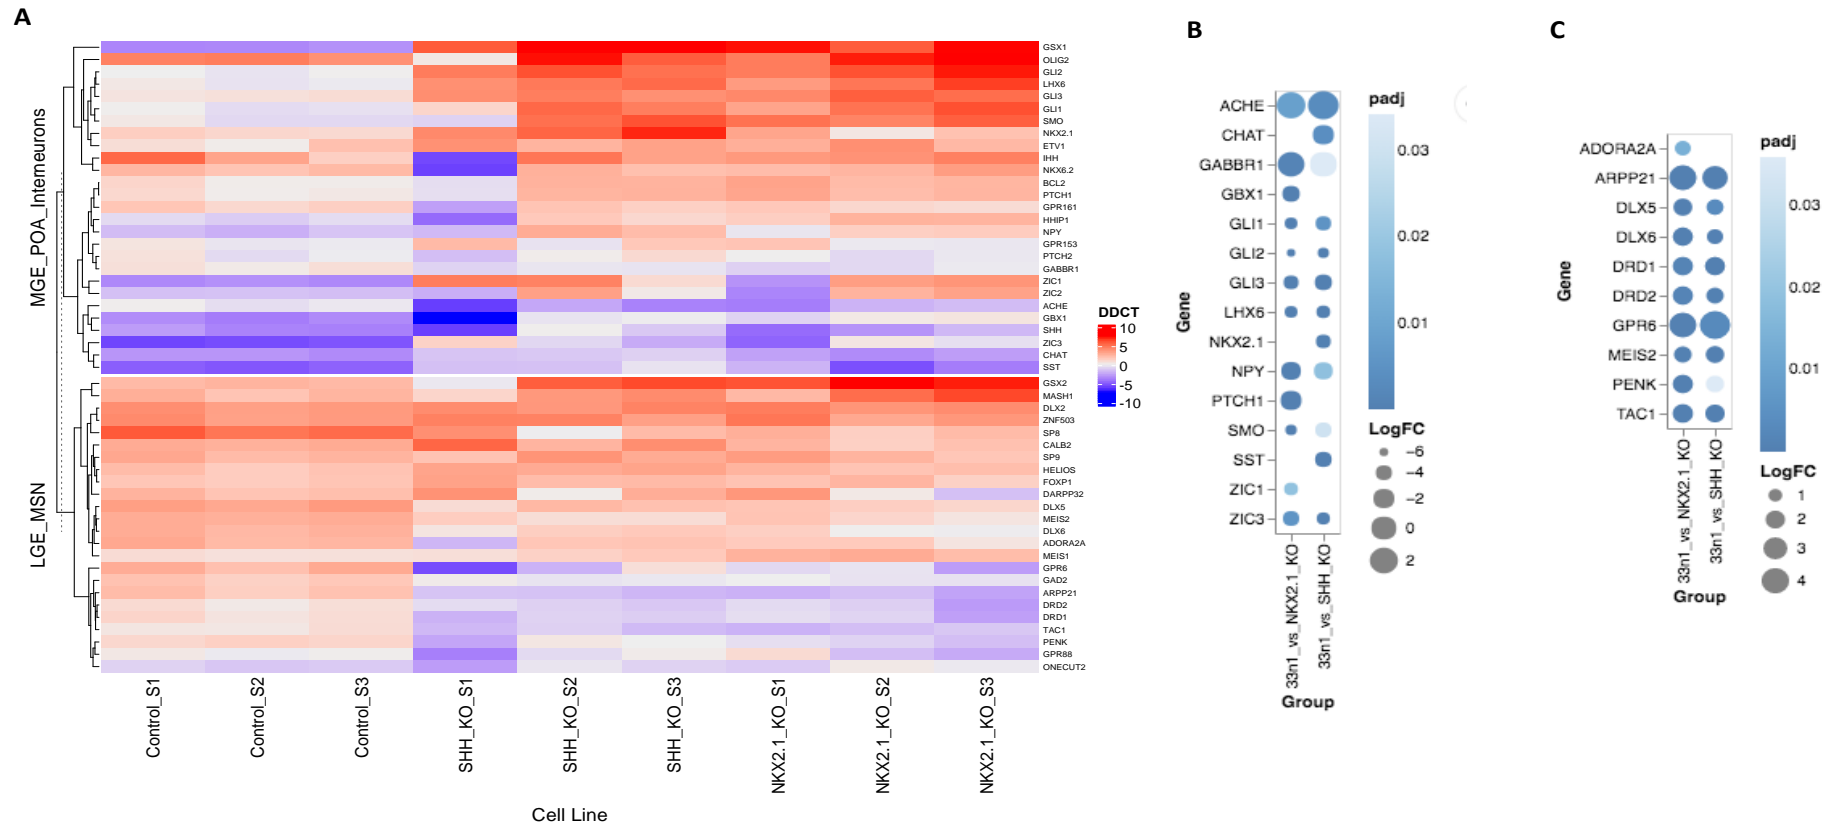 A
MGE_POA_Interneurons
LGE_MSN
GSX1
OLIG2
GLI2
LHX6
GLI3
GLI1
SMO
NKX2.1
ETV1
IHH
NKX6.2
BCL2
PTCH1
GPR161
HHIP1
NPY
GPR153
PTCH2
GABBR1
ZIC1
ZIC2
ACHE
GBX1
SHH
ZIC3
CHAT
SST
GSX2
MASH1
DLX2
ZNF503
SP8
CALB2
SP9
HELIOS
FOXP1
DARPP32
DLX5
MEIS2
DLX6
ADORA2A
MEIS1
GPR6
GAD2
ARPP21
DRD2
DRD1
TAC1
PENK
GPR88
ONECUT2
Control_S1
Control_S2
Control_S3
SHH_KO_S1
SHH_KO_S2
SHH_KO_S3
NKX2.1_KO_S1
NKX2.1_KO_S2
NKX2.1_KO_S3
Cell Line
DDCT
10
5
0
-5
-10
B
Gene
ACHE
CHAT
GABBR1
GBX1
GLI1
GLI2
GLI3
LHX6
NKX2.1
NPY
PTCH1
SMO
SST
ZIC1
ZIC3
33n1_vs_NKX2.1_KO
33n1_vs_SHH_KO
Group
padj
0.03
0.02
0.01
LogFC
−6
−4
−2
0
2
C
Gene
ADORA2A
ARPP21
DLX5
DLX6
DRD1
DRD2
GPR6
MEIS2
PENK
TAC1
33n1_vs_NKX2.1_KO
33n1_vs_SHH_KO
Group
padj
0.03
0.02
0.01
LogFC
1
2
3
4